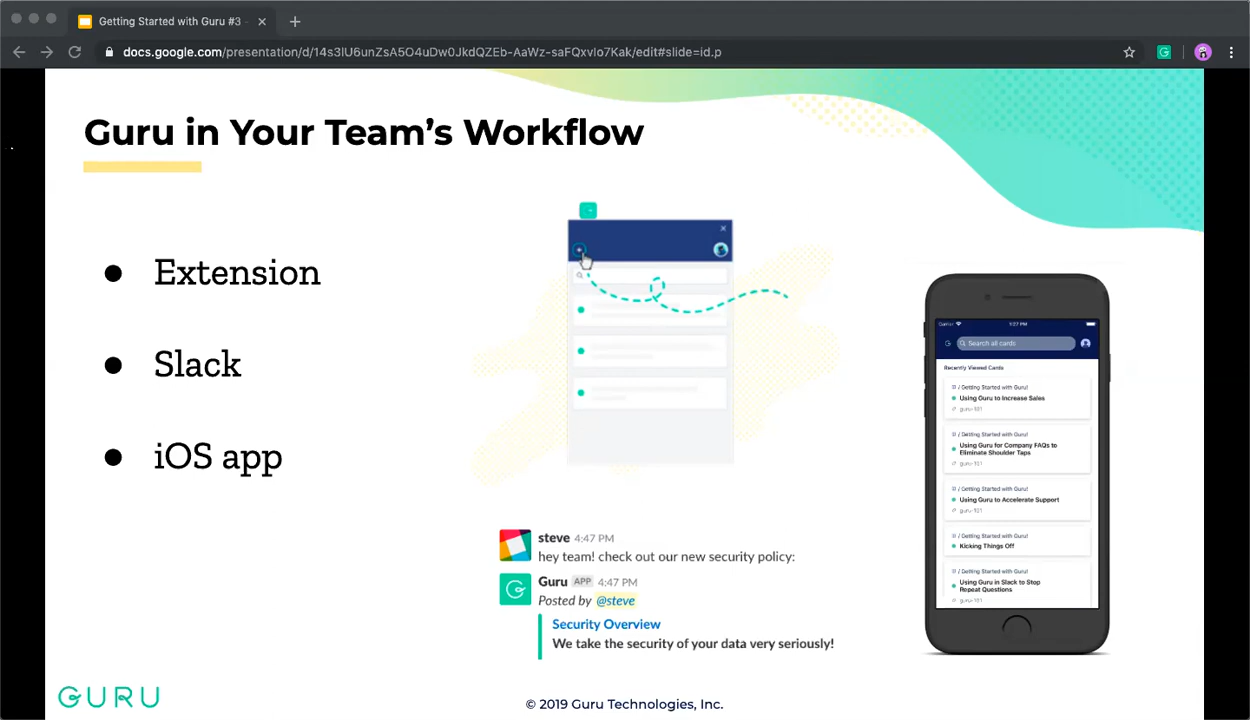 Getting Started with Guru #3 -
docs.google.com/presentation/d/14s3lU6unZsA5O4uDw0JkdQZEb-AaWz-saFQxvIo7Kak/edit#slide=id.p
Guru in Your Team's Workflow
● Extension
● Slack
● iOS app
steve 4:47 PM
hey team! check out our new security policy:
Guru APP 4:47 PM
Posted by @steve
Security Overview
We take the security of your data very seriously!
Carrier 1:27 PM
Search all cards
Recently Viewed Cards
/ Getting Started with Guru!
Using Guru to Increase Sales
/ Getting Started with Guru!
Using Guru for Company FAQs to
Eliminate Shoulder Taps
/ Getting Started with Guru!
Using Guru to Accelerate Support
/ Getting Started with Guru!
Kicking Things Off
/ Getting Started with Guru!
Using Guru in Slack to Stop
Repeat Questions
GURU
© 2019 Guru Technologies, Inc.